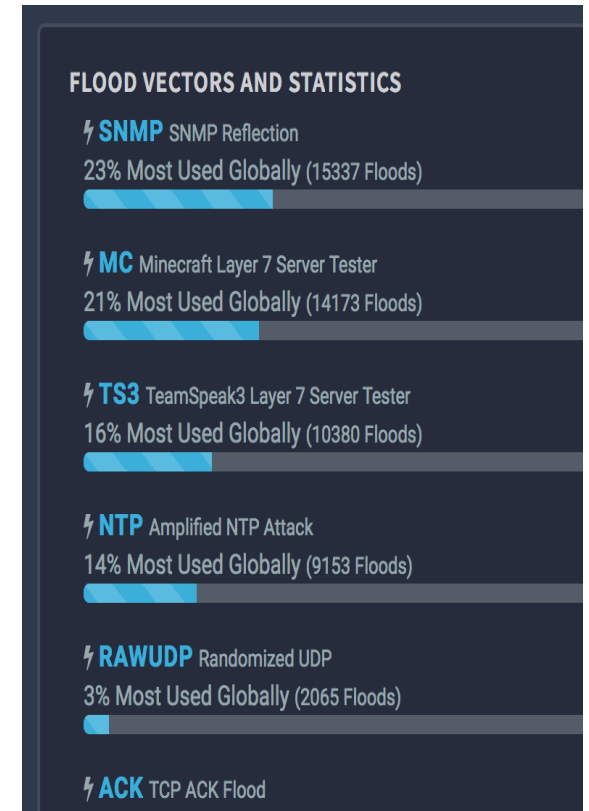 FLOOD VECTORS AND STATISTICS
SNMP SNMP Reflection
23% Most Used Globally (15337 Floods)
MC Minecraft Layer 7 Server Tester
21% Most Used Globally (14173 Floods)
TS3 TeamSpeak3 Layer 7 Server Tester
16% Most Used Globally (10380 Floods)
NTP Amplified NTP Attack
14% Most Used Globally (9153 Floods)
RAWUDP Randomized UDP
3% Most Used Globally (2065 Floods)
ACK TCP ACK Flood